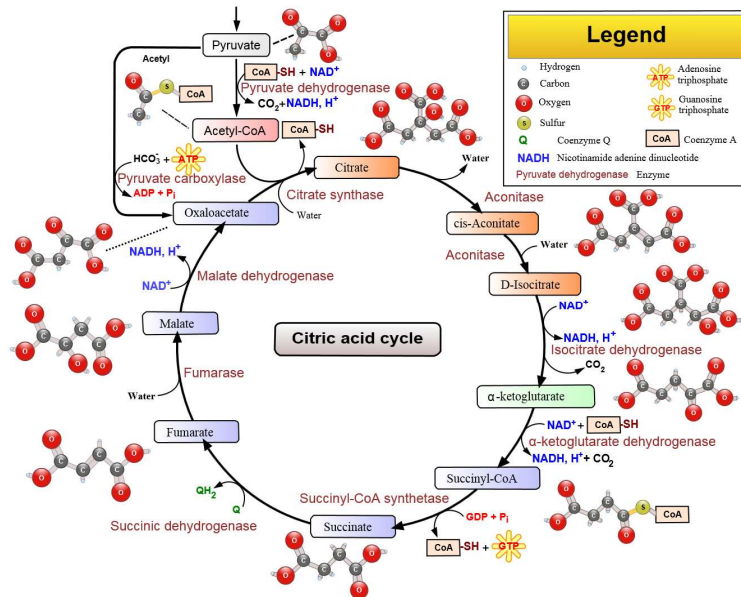 Legend
Hydrogen
Carbon
Oxygen
S Sulfur
Q Coenzyme Q
ATP Adenosine triphosphate
GTP Guanosine triphosphate
CoA Coenzyme A
NADH Nicotinamide adenine dinucleotide
Pyruvate dehydrogenase Enzyme
Pyruvate
Acetyl
S CoA
CoA-SH + NAD⁺
Pyruvate dehydrogenase
CO₂+NADH, H⁺
Acetyl-CoA
CoA-SH
HCO₃⁻ + ATP
Pyruvate carboxylase
ADP + Pi
Citrate
Citrate synthase
Water
Oxaloacetate
Water
Aconitase
cis-Aconitate
Aconitase
Water
D-Isocitrate
NAD⁺
NADH, H⁺
Isocitrate dehydrogenase
CO₂
α-ketoglutarate
NAD⁺ + CoA-SH
α-ketoglutarate dehydrogenase
NADH, H⁺ + CO₂
Succinyl-CoA
S CoA
Succinyl-CoA synthetase
GDP + Pi
CoA-SH + GTP
Succinate
QH₂
Q
Succinic dehydrogenase
Fumarate
Water
Fumarase
Malate
NAD⁺
Malate dehydrogenase
NADH, H⁺
Citric acid cycle